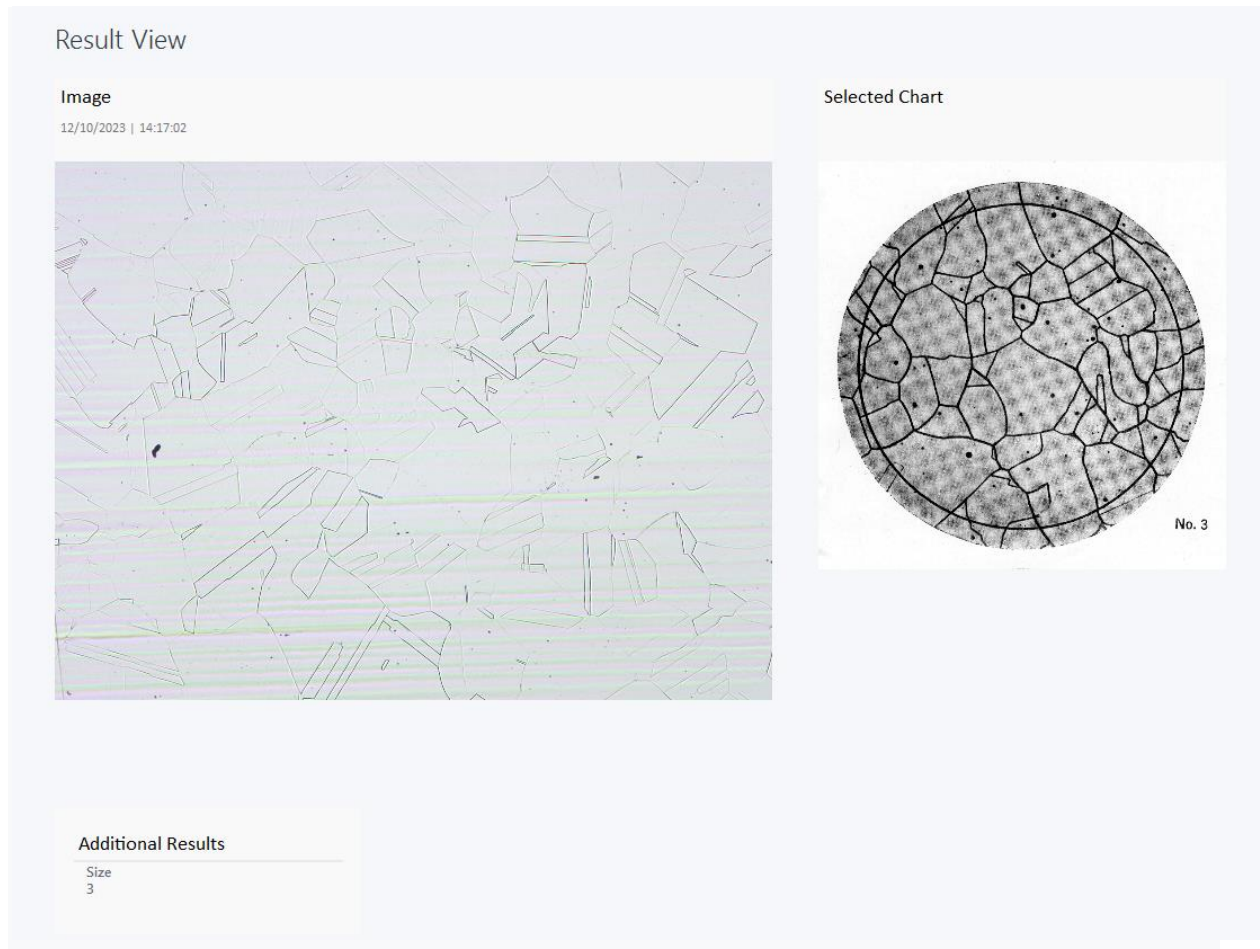 Result View
Image
12/10/2023 | 14:17:02
Selected Chart
No. 3
Additional Results
Size
3